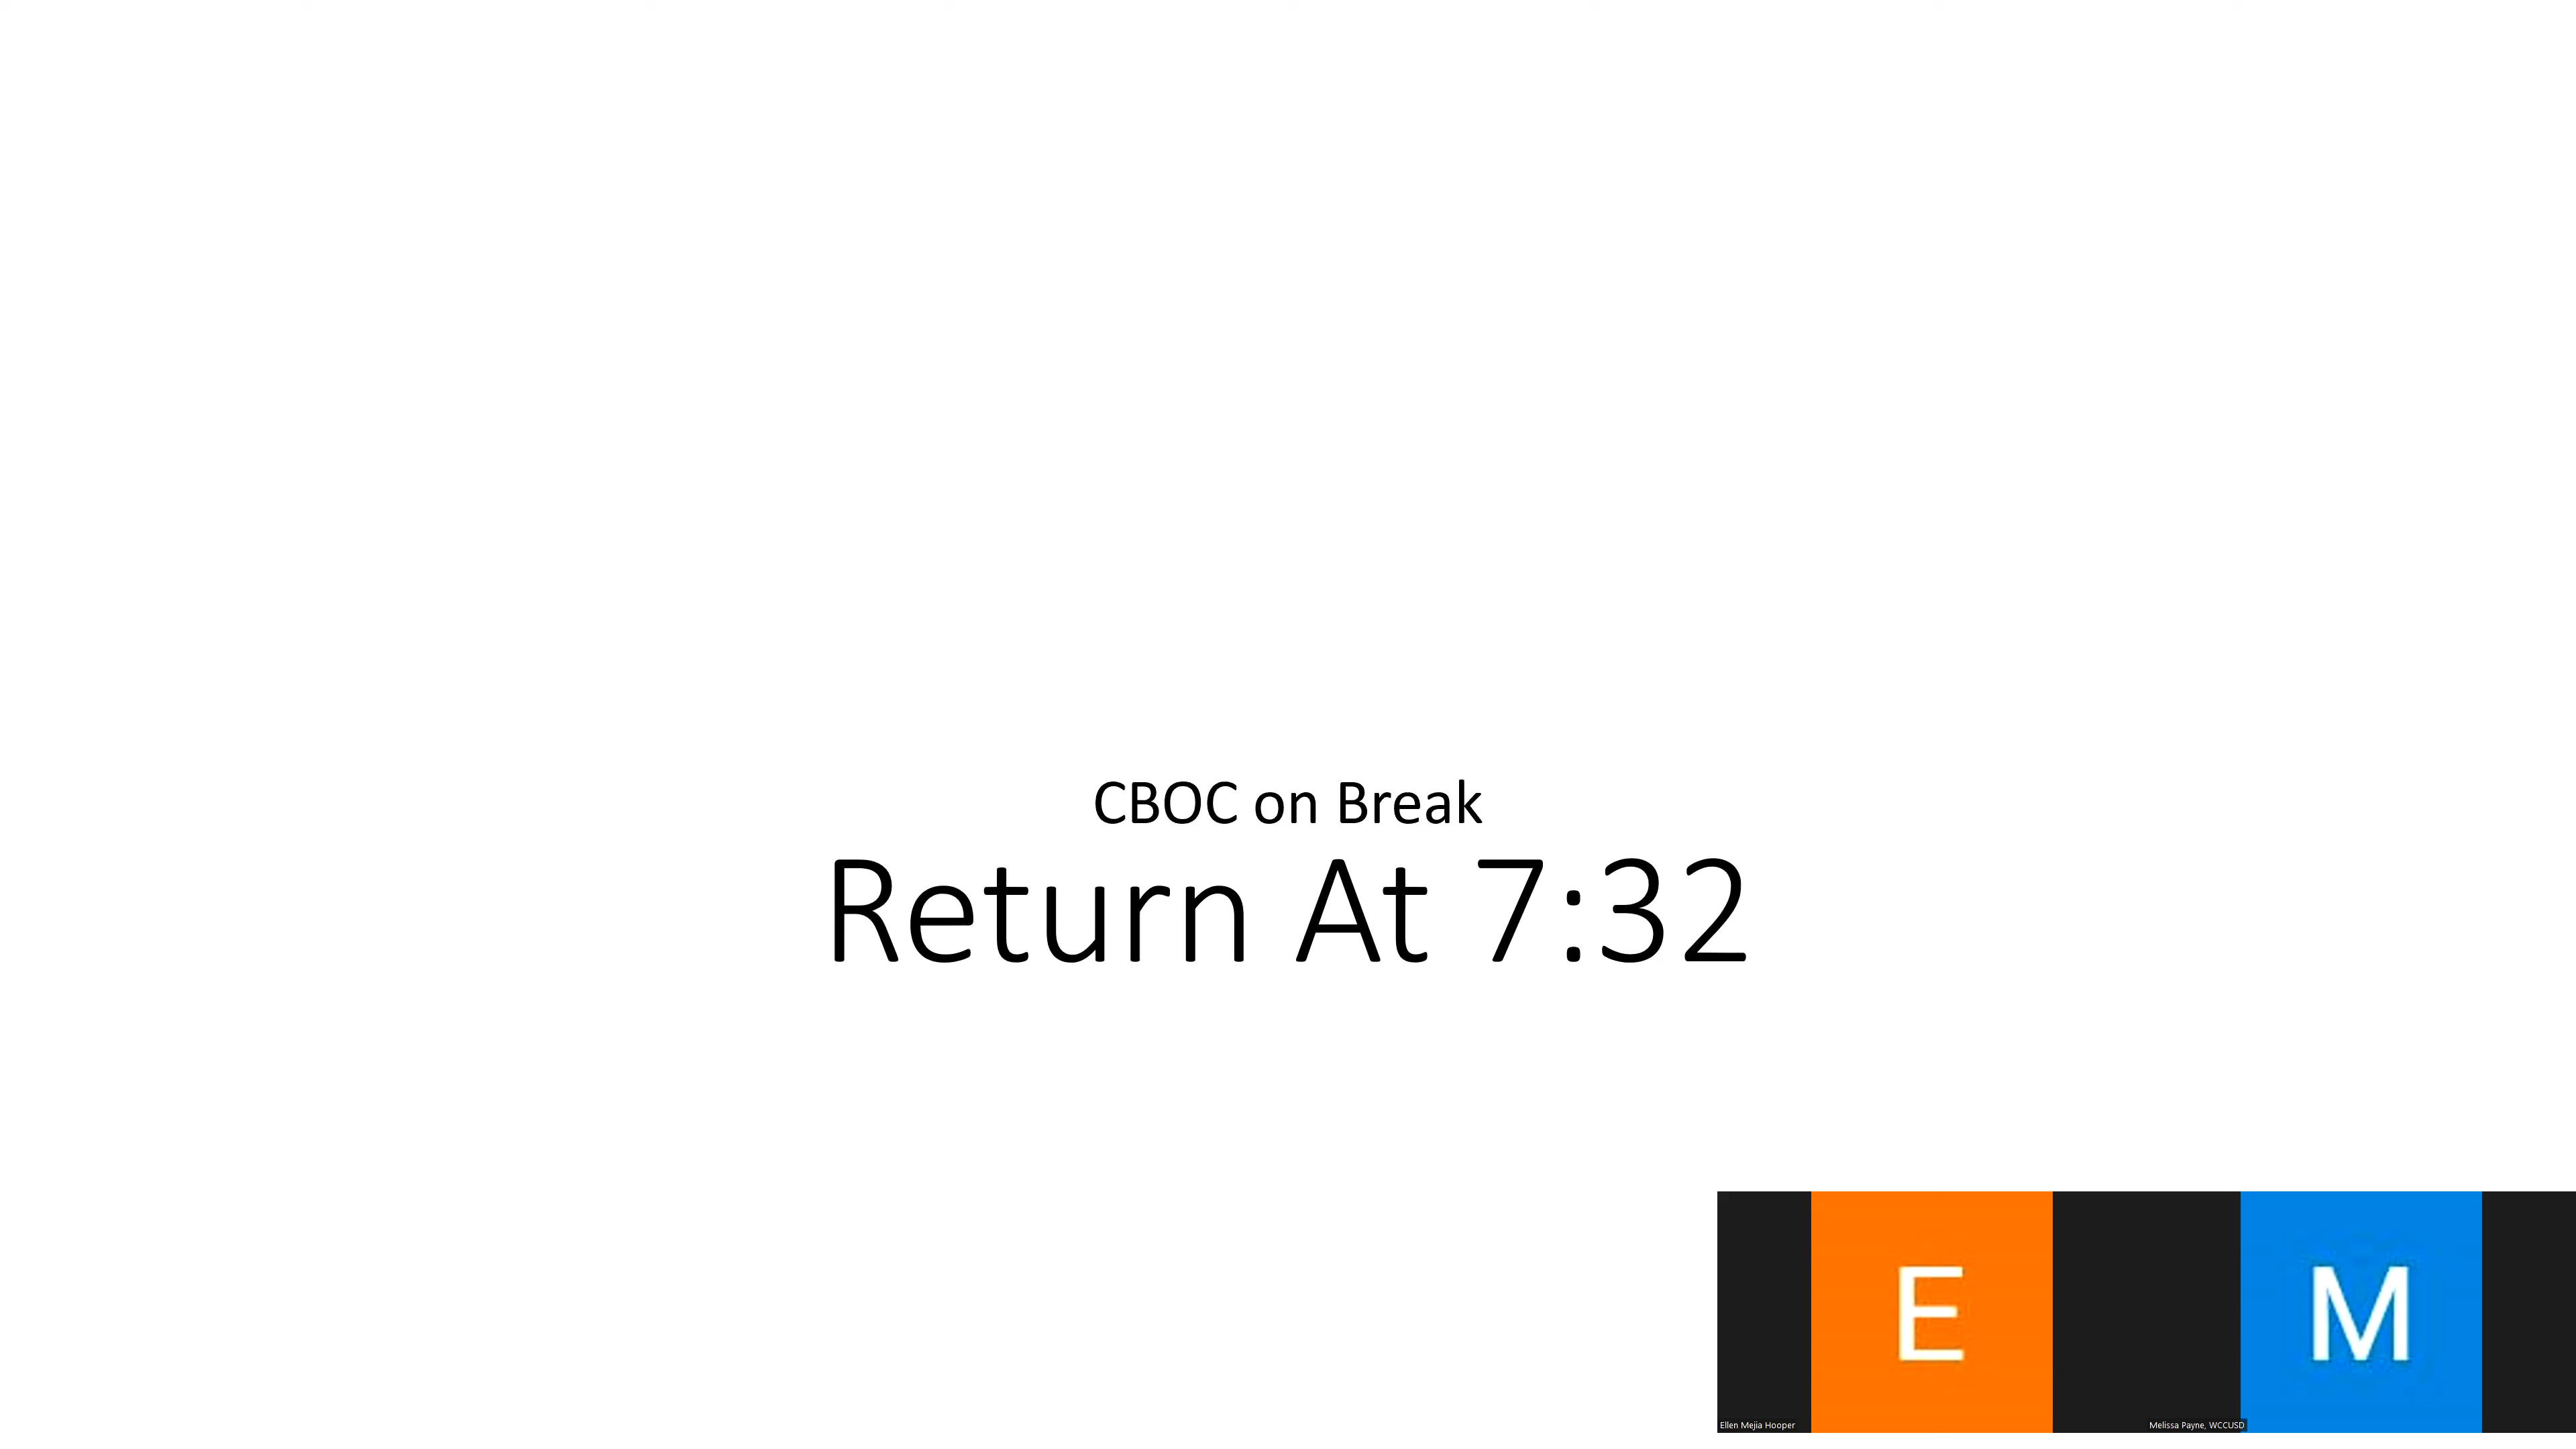 CBOC on Break
Return At 7:32
E
M
Ellen Mejia Hooper
Melissa Payne, WCCUSD